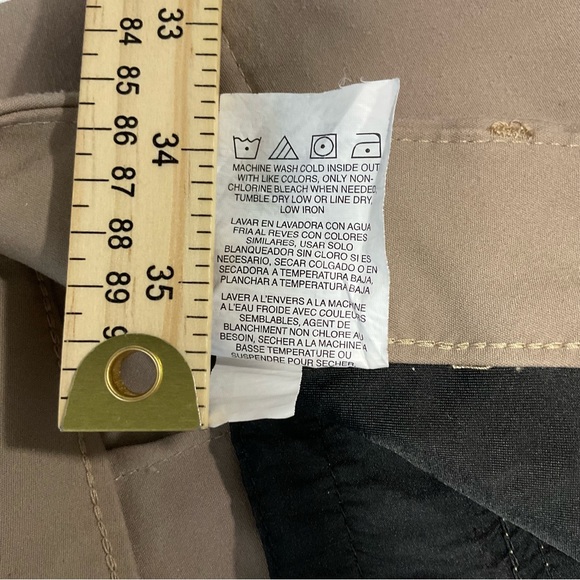 33
84
85
86
34
87
88
35
89
MACHINE WASH COLD INSIDE OUT
WITH LIKE COLORS, ONLY NON-
CHLORINE BLEACH WHEN NEEDED.
TUMBLE DRY LOW OR LINE DRY,
LOW IRON
LAVAR EN LAVADORA CON AGUA
FRIA AL REVES CON COLORES
SIMILARES, USAR SOLO
BLANQUEADOR SIN CLORO SI ES
NECESARIO, SECAR COLGADO O EN
SECADORA A TEMPERATURA BAJA,
PLANCHAR A TEMPERATURA BAJA
LAVER A L'ENVERS A LA MACHINE
A L'EAU FROIDE AVEC COULEURS
SEMBLABLES, AGENT DE
BLANCHIMENT NON CHLORE AU
BESOIN, SECHER A LA MACHINE A
BASSE TEMPERATURE OU
SUSPENDRE POUR SECHER